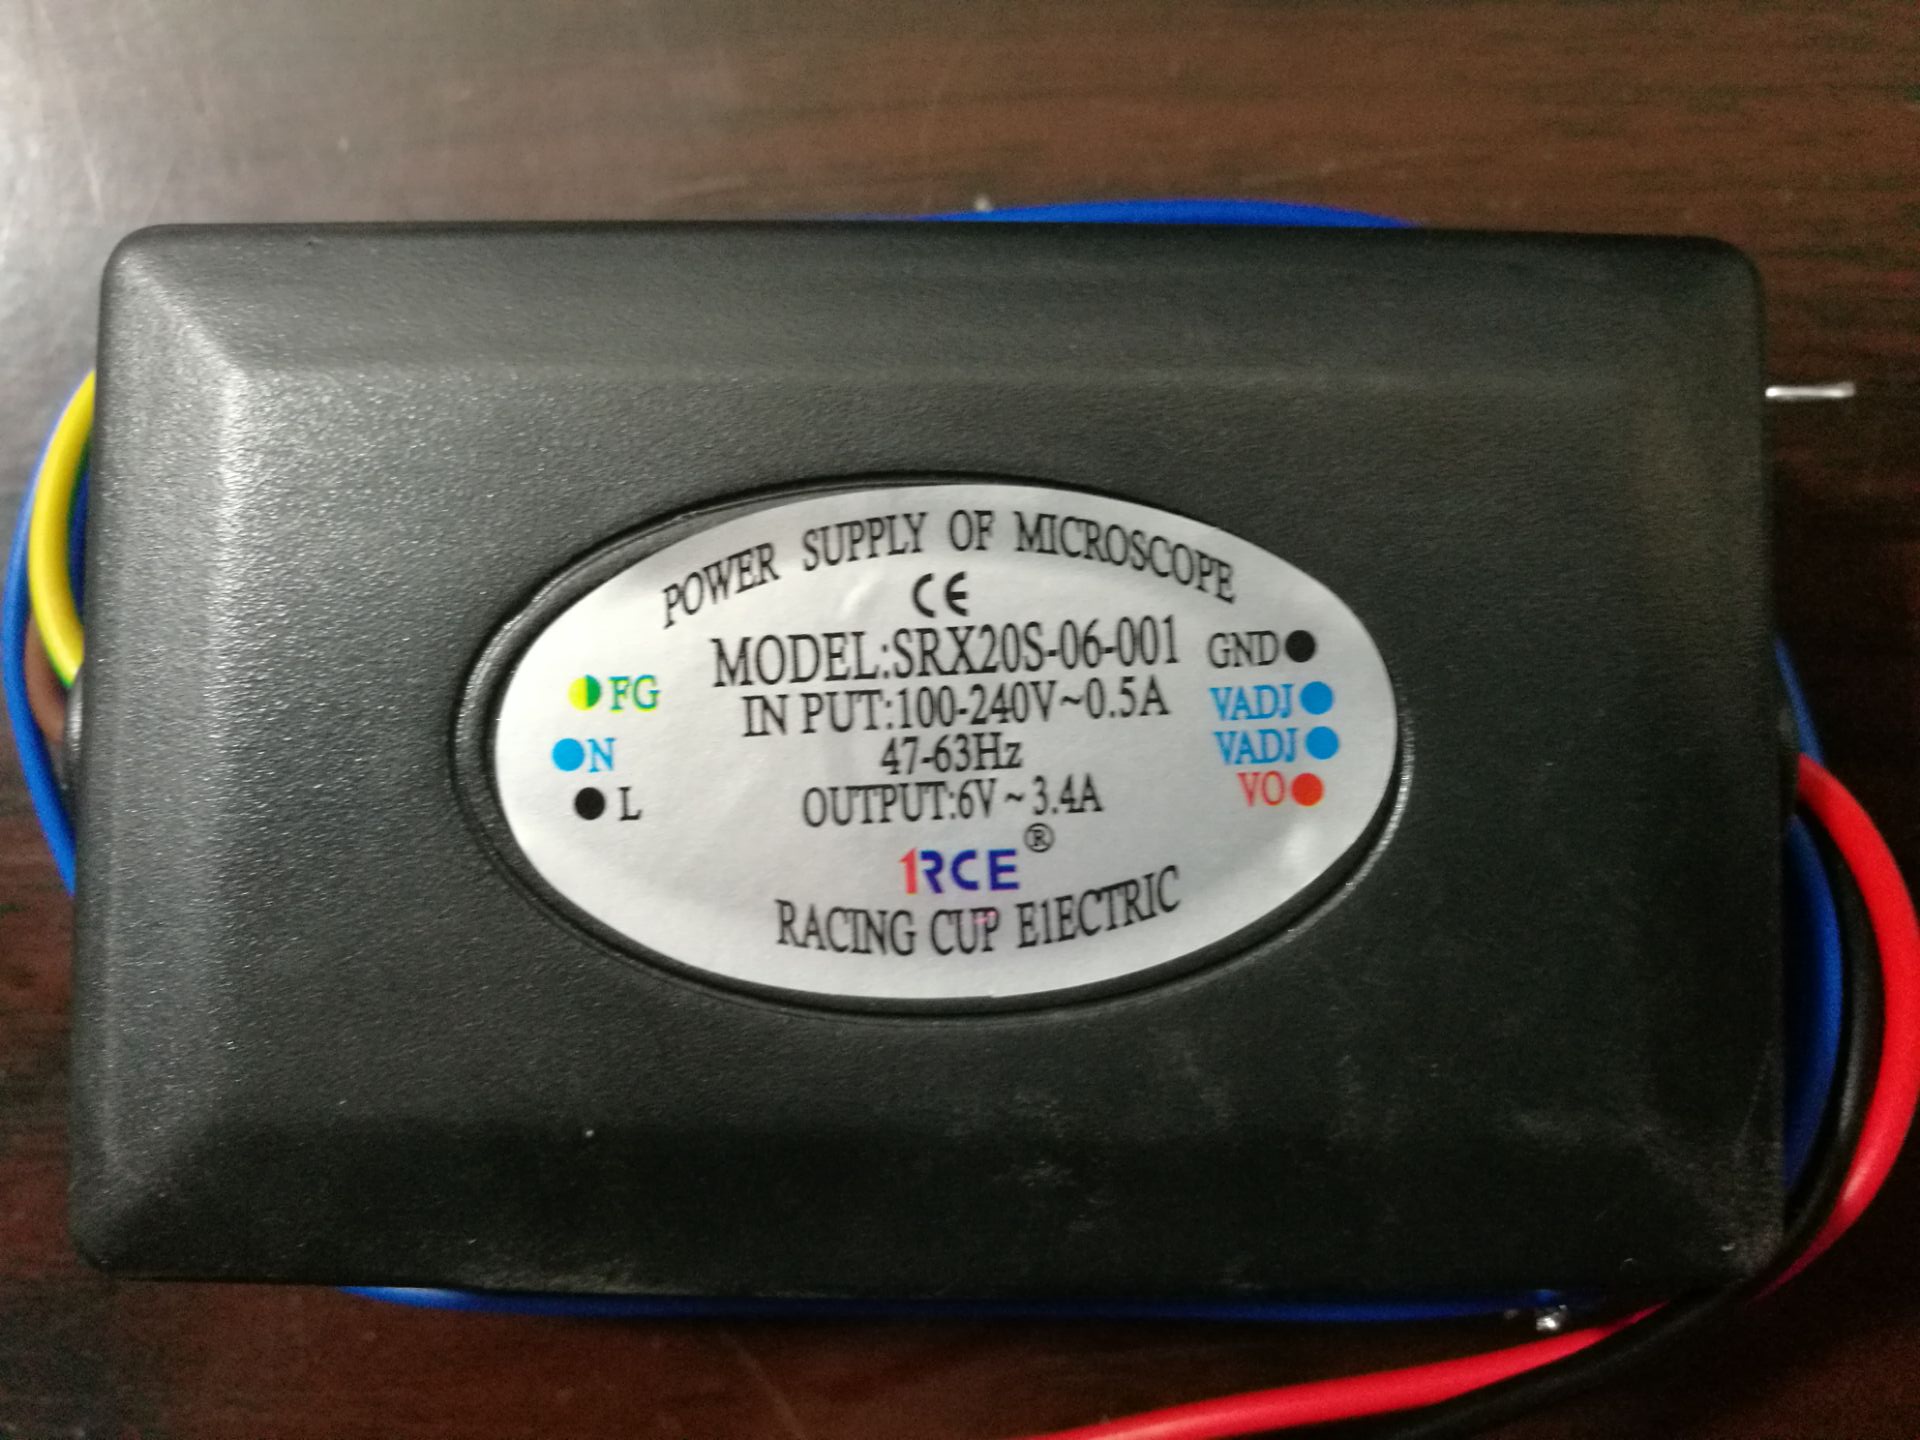 POWER SUPPLY OF MICROSCOPE
CE
MODEL:SRX20S-06-001
IN PUT:100-240V~0.5A
47-63Hz
OUTPUT:6V~3.4A
FG
N
L
GND
VADJ
VADJ
VO
1RCE®
RACING CUP E1ECTRIC